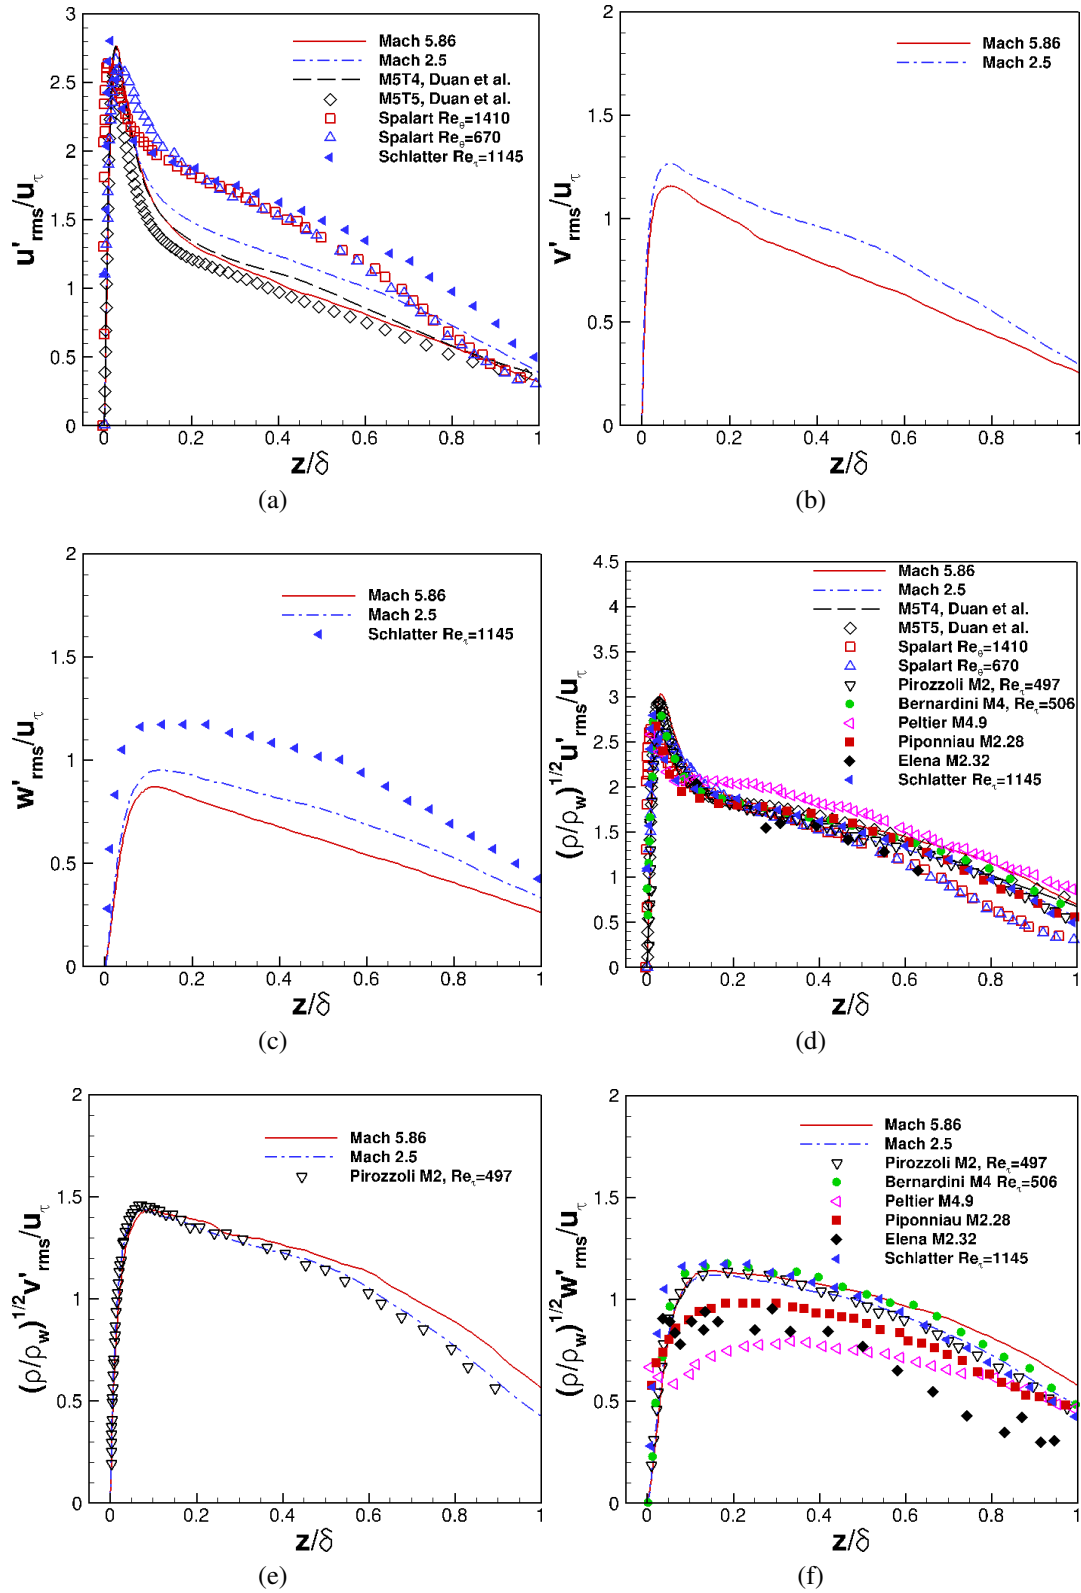 3
2.5
2
1.5
1
0.5
0
0
0.2
0.4
0.6
0.8
1
u'rms/uτ
z/δ
Mach 5.86
Mach 2.5
M5T4, Duan et al.
M5T5, Duan et al.
Spalart Reθ=1410
Spalart Reθ=670
Schlatter Reτ=1145
(a)
2
1.5
1
0.5
0
0
0.2
0.4
0.6
0.8
1
v'rms/uτ
z/δ
Mach 5.86
Mach 2.5
(b)
2
1.5
1
0.5
0
0
0.2
0.4
0.6
0.8
1
w'rms/uτ
z/δ
Mach 5.86
Mach 2.5
Schlatter Reτ=1145
(c)
4.5
4
3.5
3
2.5
2
1.5
1
0.5
0
0
0.2
0.4
0.6
0.8
1
(ρ/ρw)1/2u'rms/uτ
z/δ
Mach 5.86
Mach 2.5
M5T4, Duan et al.
M5T5, Duan et al.
Spalart Reθ=1410
Spalart Reθ=670
Pirozzoli M2, Reτ=497
Bernardini M4, Reτ=506
Peltier M4.9
Piponniau M2.28
Elena M2.32
Schlatter Reτ=1145
(d)
2
1.5
1
0.5
0
0
0.2
0.4
0.6
0.8
1
(ρ/ρw)1/2v'rms/uτ
z/δ
Mach 5.86
Mach 2.5
Pirozzoli M2, Reτ=497
(e)
2
1.5
1
0.5
0
0
0.2
0.4
0.6
0.8
1
(ρ/ρw)1/2w'rms/uτ
z/δ
Mach 5.86
Mach 2.5
Pirozzoli M2, Reτ=497
Bernardini M4 Reτ=506
Peltier M4.9
Piponniau M2.28
Elena M2.32
Schlatter Reτ=1145
(f)